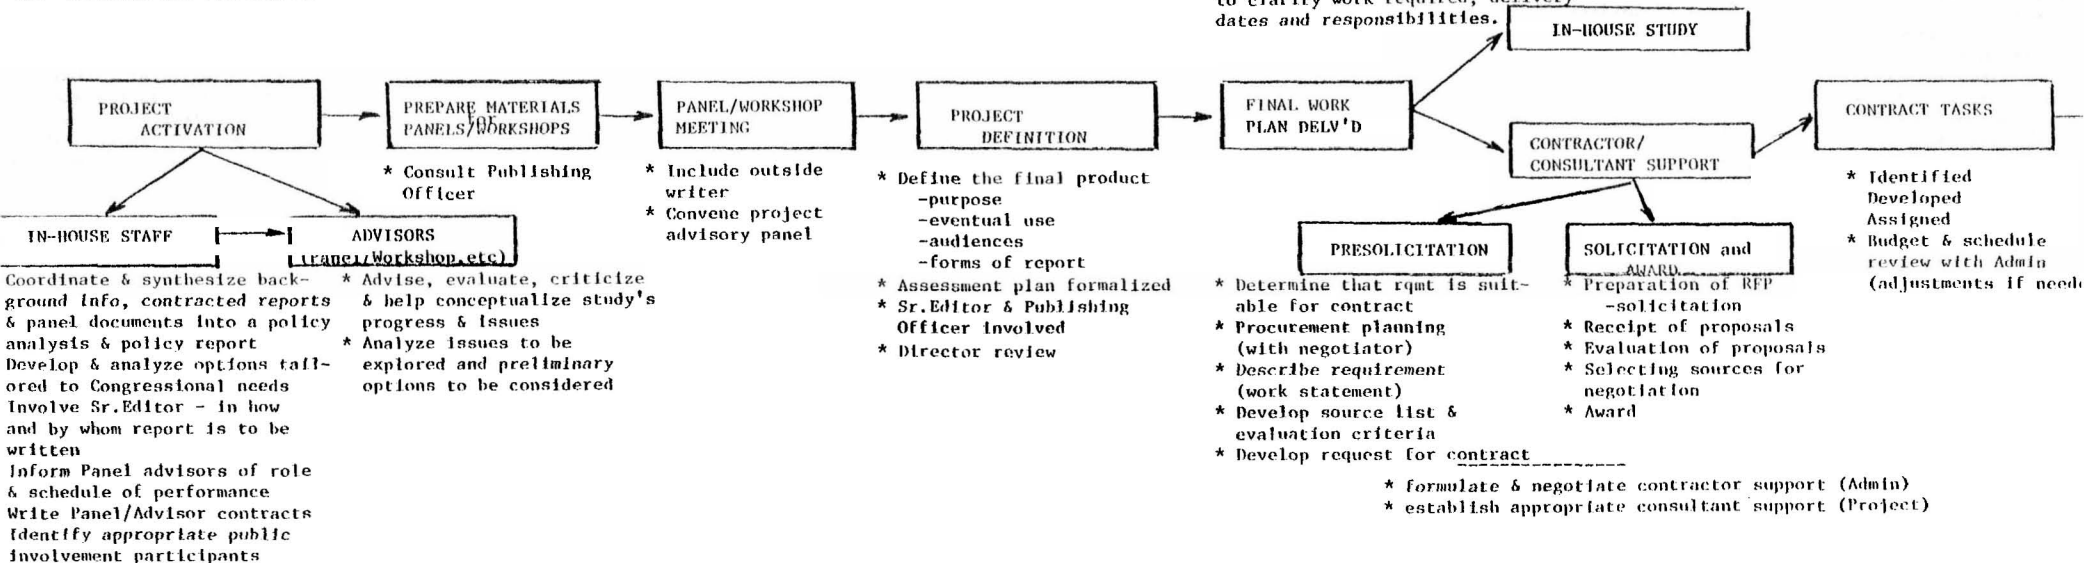 dates and responsibilities.
IN-HOUSE STUDY
PROJECT
ACTIVATION
PREPARE MATERIALS
for
PANELS/WORKSHOPS
PANEL/WORKSHOP
MEETING
PROJECT
DEFINITION
FINAL WORK
PLAN DELV'D
CONTRACTOR/
CONSULTANT SUPPORT
CONTRACT TASKS
* Consult Publishing
Officer
* Include outside
writer
* Convene project
advisory panel
* Define the final product
-purpose
-eventual use
-audiences
-forms of report
* Assessment plan formalized
* Sr.Editor & Publishing
Officer involved
* Director review
* Identified
Developed
Assigned
* Budget & schedule
review with Admin
(adjustments if
IN-HOUSE STAFF
ADVISORS
(Panel/Workshop,etc)
PRESOLICITATION
SOLICITATION and
AWARD
Coordinate & synthesize back-
ground info, contracted reports
& panel documents into a policy
analysis & policy report
Develop & analyze options tail-
ored to Congressional needs
Involve Sr.Editor - in how
and by whom report is to be
written
Inform Panel advisors of role
& schedule of performance
Write Panel/Advisor contracts
Identify appropriate public
involvement participants
* Advise, evaluate, criticize
& help conceptualize study's
progress & issues
* Analyze issues to be
explored and preliminary
options to be considered
* Determine that rqmt is suit-
able for contract
* Procurement planning
(with negotiator)
* Describe requirement
(work statement)
* Develop source list &
evaluation criteria
* Develop request for contract
* Preparation of RFP
-solicitation
* Receipt of proposals
* Evaluation of proposals
* Selecting sources for
negotiation
* Award
* formulate & negotiate contractor support (Admin)
* establish appropriate consultant support (Project)